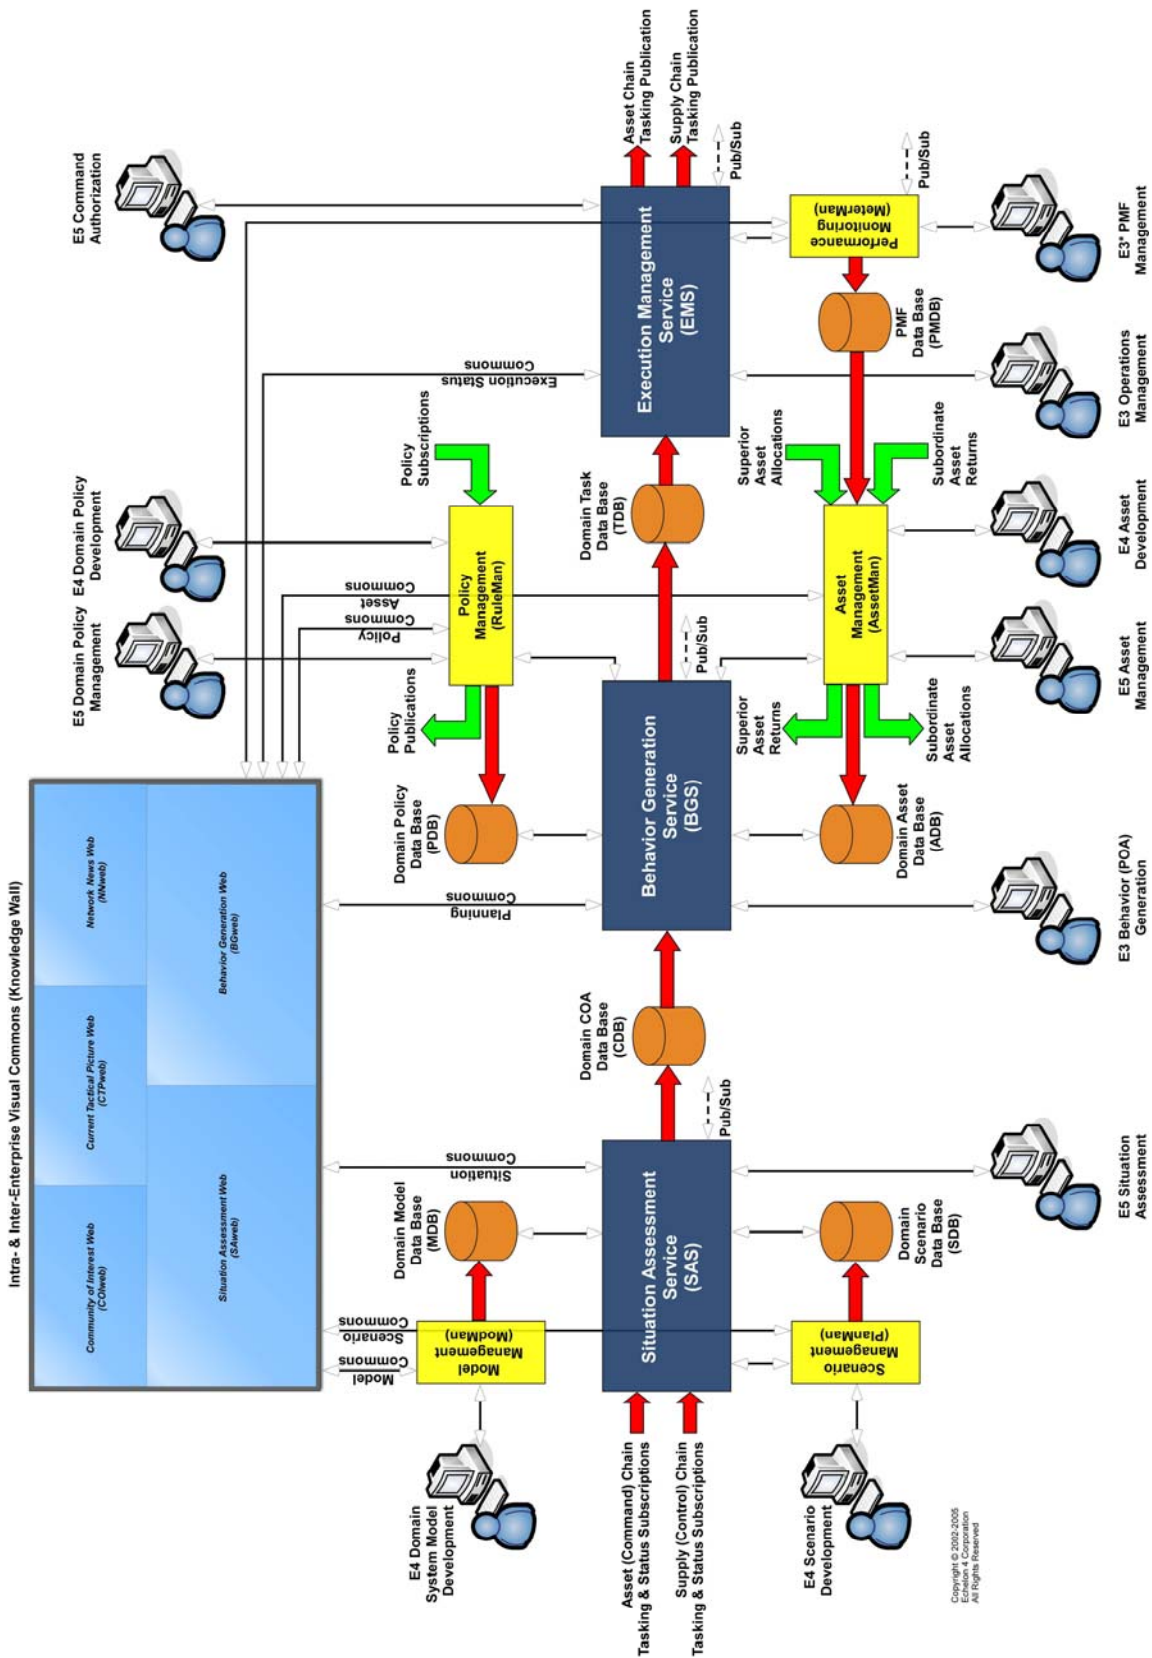 Intra- & Inter-Enterprise Visual Commons (Knowledge Wall)
Community of Interest Web
(COIweb)
Current Tactical Picture Web
(CTPweb)
Network News Web
(NNweb)
Situation Assessment Web
(SAweb)
Behavior Generation Web
(BGweb)
E5 Domain Policy
Management
E4 Domain Policy
Development
E5 Command
Authorization
Model
Commons
Scenario
Commons
Situation
Commons
Planning
Commons
Policy
Commons
Asset
Commons
Execution Status
Commons
E4 Domain
System Model
Development
Model
Management
(ModMan)
Domain Model
Data Base
(MDB)
Domain Policy
Data Base
(PDB)
Policy
Publications
Policy
Management
(RuleMan)
Policy
Subscriptions
Asset (Command) Chain
Tasking & Status Subscriptions
Supply (Control) Chain
Tasking & Status Subscriptions
Situation Assessment
Service
(SAS)
Pub/Sub
Domain COA
Data Base
(CDB)
Behavior Generation
Service
(BGS)
Pub/Sub
Domain Task
Data Base
(TDB)
Execution Management
Service
(EMS)
Asset Chain
Tasking Publication
Supply Chain
Tasking Publication
Pub/Sub
E4 Scenario
Development
Scenario
Management
(PlanMan)
Domain
Scenario
Data Base
(SDB)
Domain Asset
Data Base
(ADB)
Superior
Asset
Returns
Subordinate
Asset
Allocations
Asset
Management
(AssetMan)
Superior
Asset
Allocations
Subordinate
Asset
Returns
PMF
Data Base
(PMDB)
Performance
Monitoring
(MeterMan)
Pub/Sub
E5 Situation
Assessment
E3 Behavior (POA)
Generation
E5 Asset
Management
E4 Asset
Development
E3 Operations
Management
E3* PMF
Management
Copyright © 2002-2005
Echelon 4 Corporation
All Rights Reserved